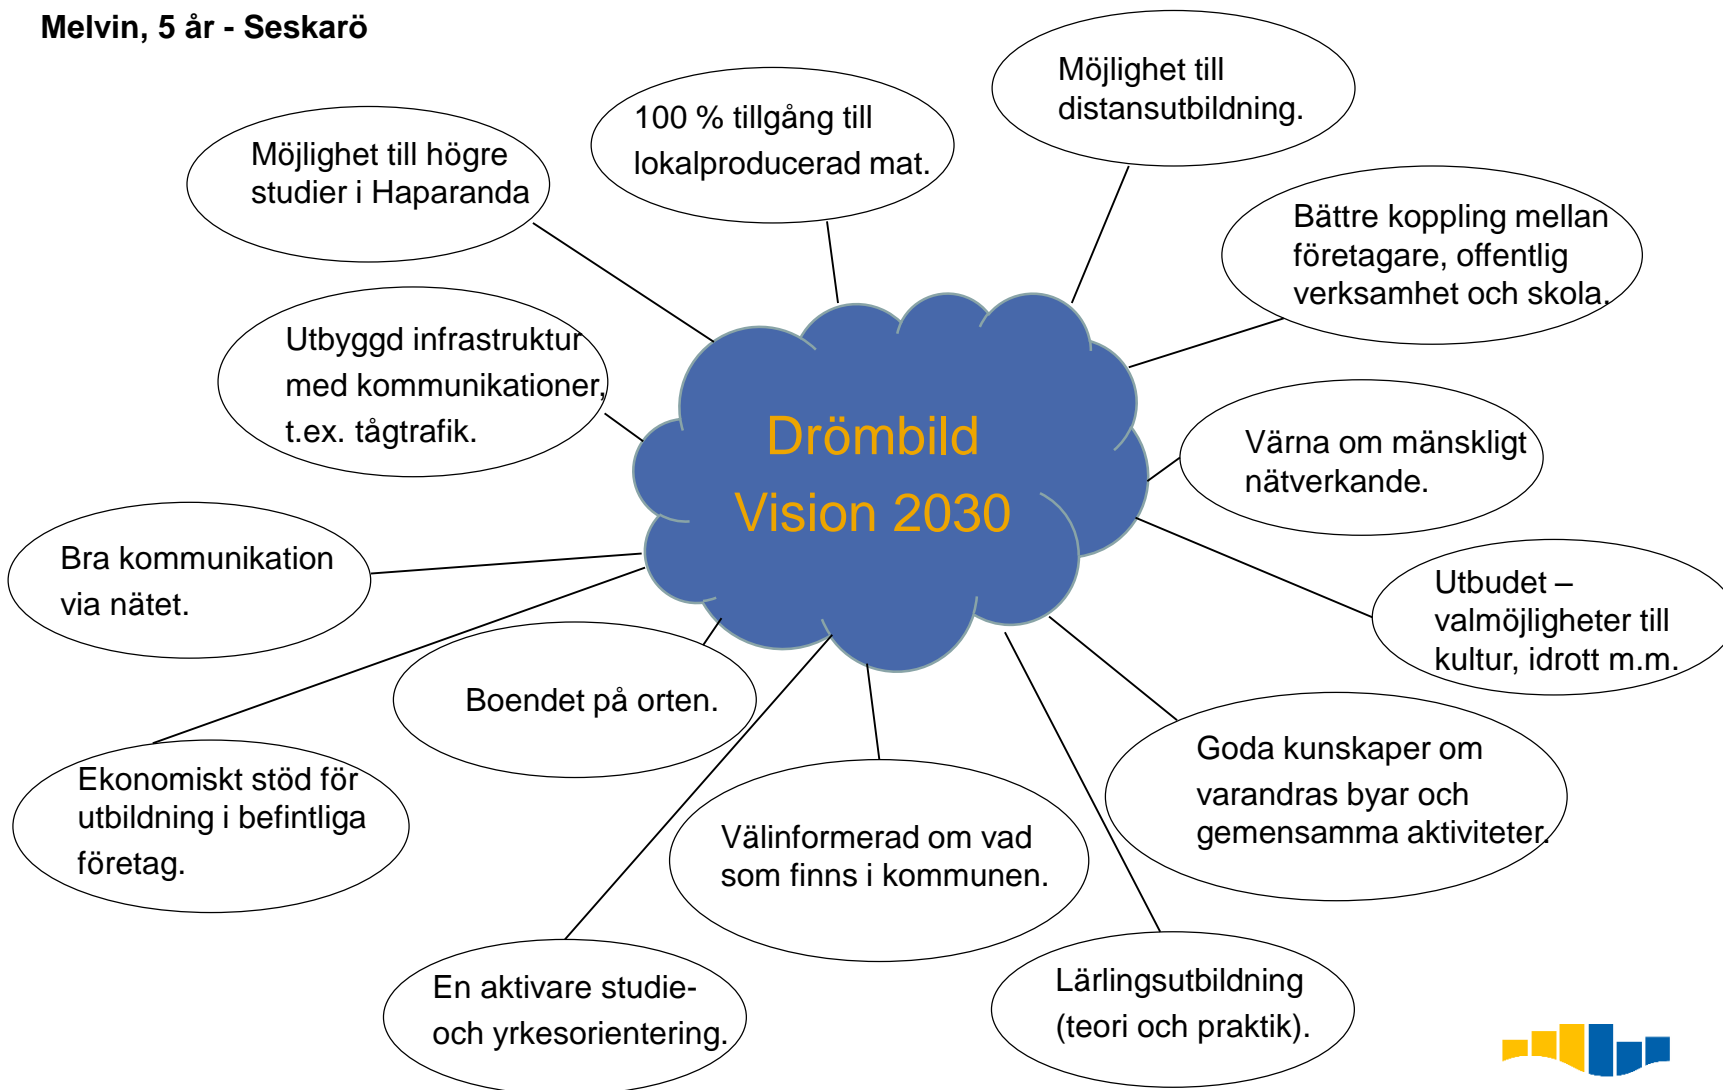 Melvin, 5 år - Seskarö
Möjlighet till
distansutbildning.
100 % tillgång till
lokalproducerad mat.
Möjlighet till högre
studier i Haparanda
Bättre koppling mellan
företagare, offentlig
verksamhet och skola.
Utbyggd infrastruktur
med kommunikationer,
t.ex. tågtrafik.
Drömbild
Vision 2030
Värna om mänskligt
nätverkande.
Bra kommunikation
via nätet.
Utbudet –
valmöjligheter till
kultur, idrott m.m.
Boendet på orten.
Goda kunskaper om
varandras byar och
gemensamma aktiviteter.
Ekonomiskt stöd för
utbildning i befintliga
företag.
Välinformerad om vad
som finns i kommunen.
En aktivare studie-
och yrkesorientering.
Lärlingsutbildning
(teori och praktik).